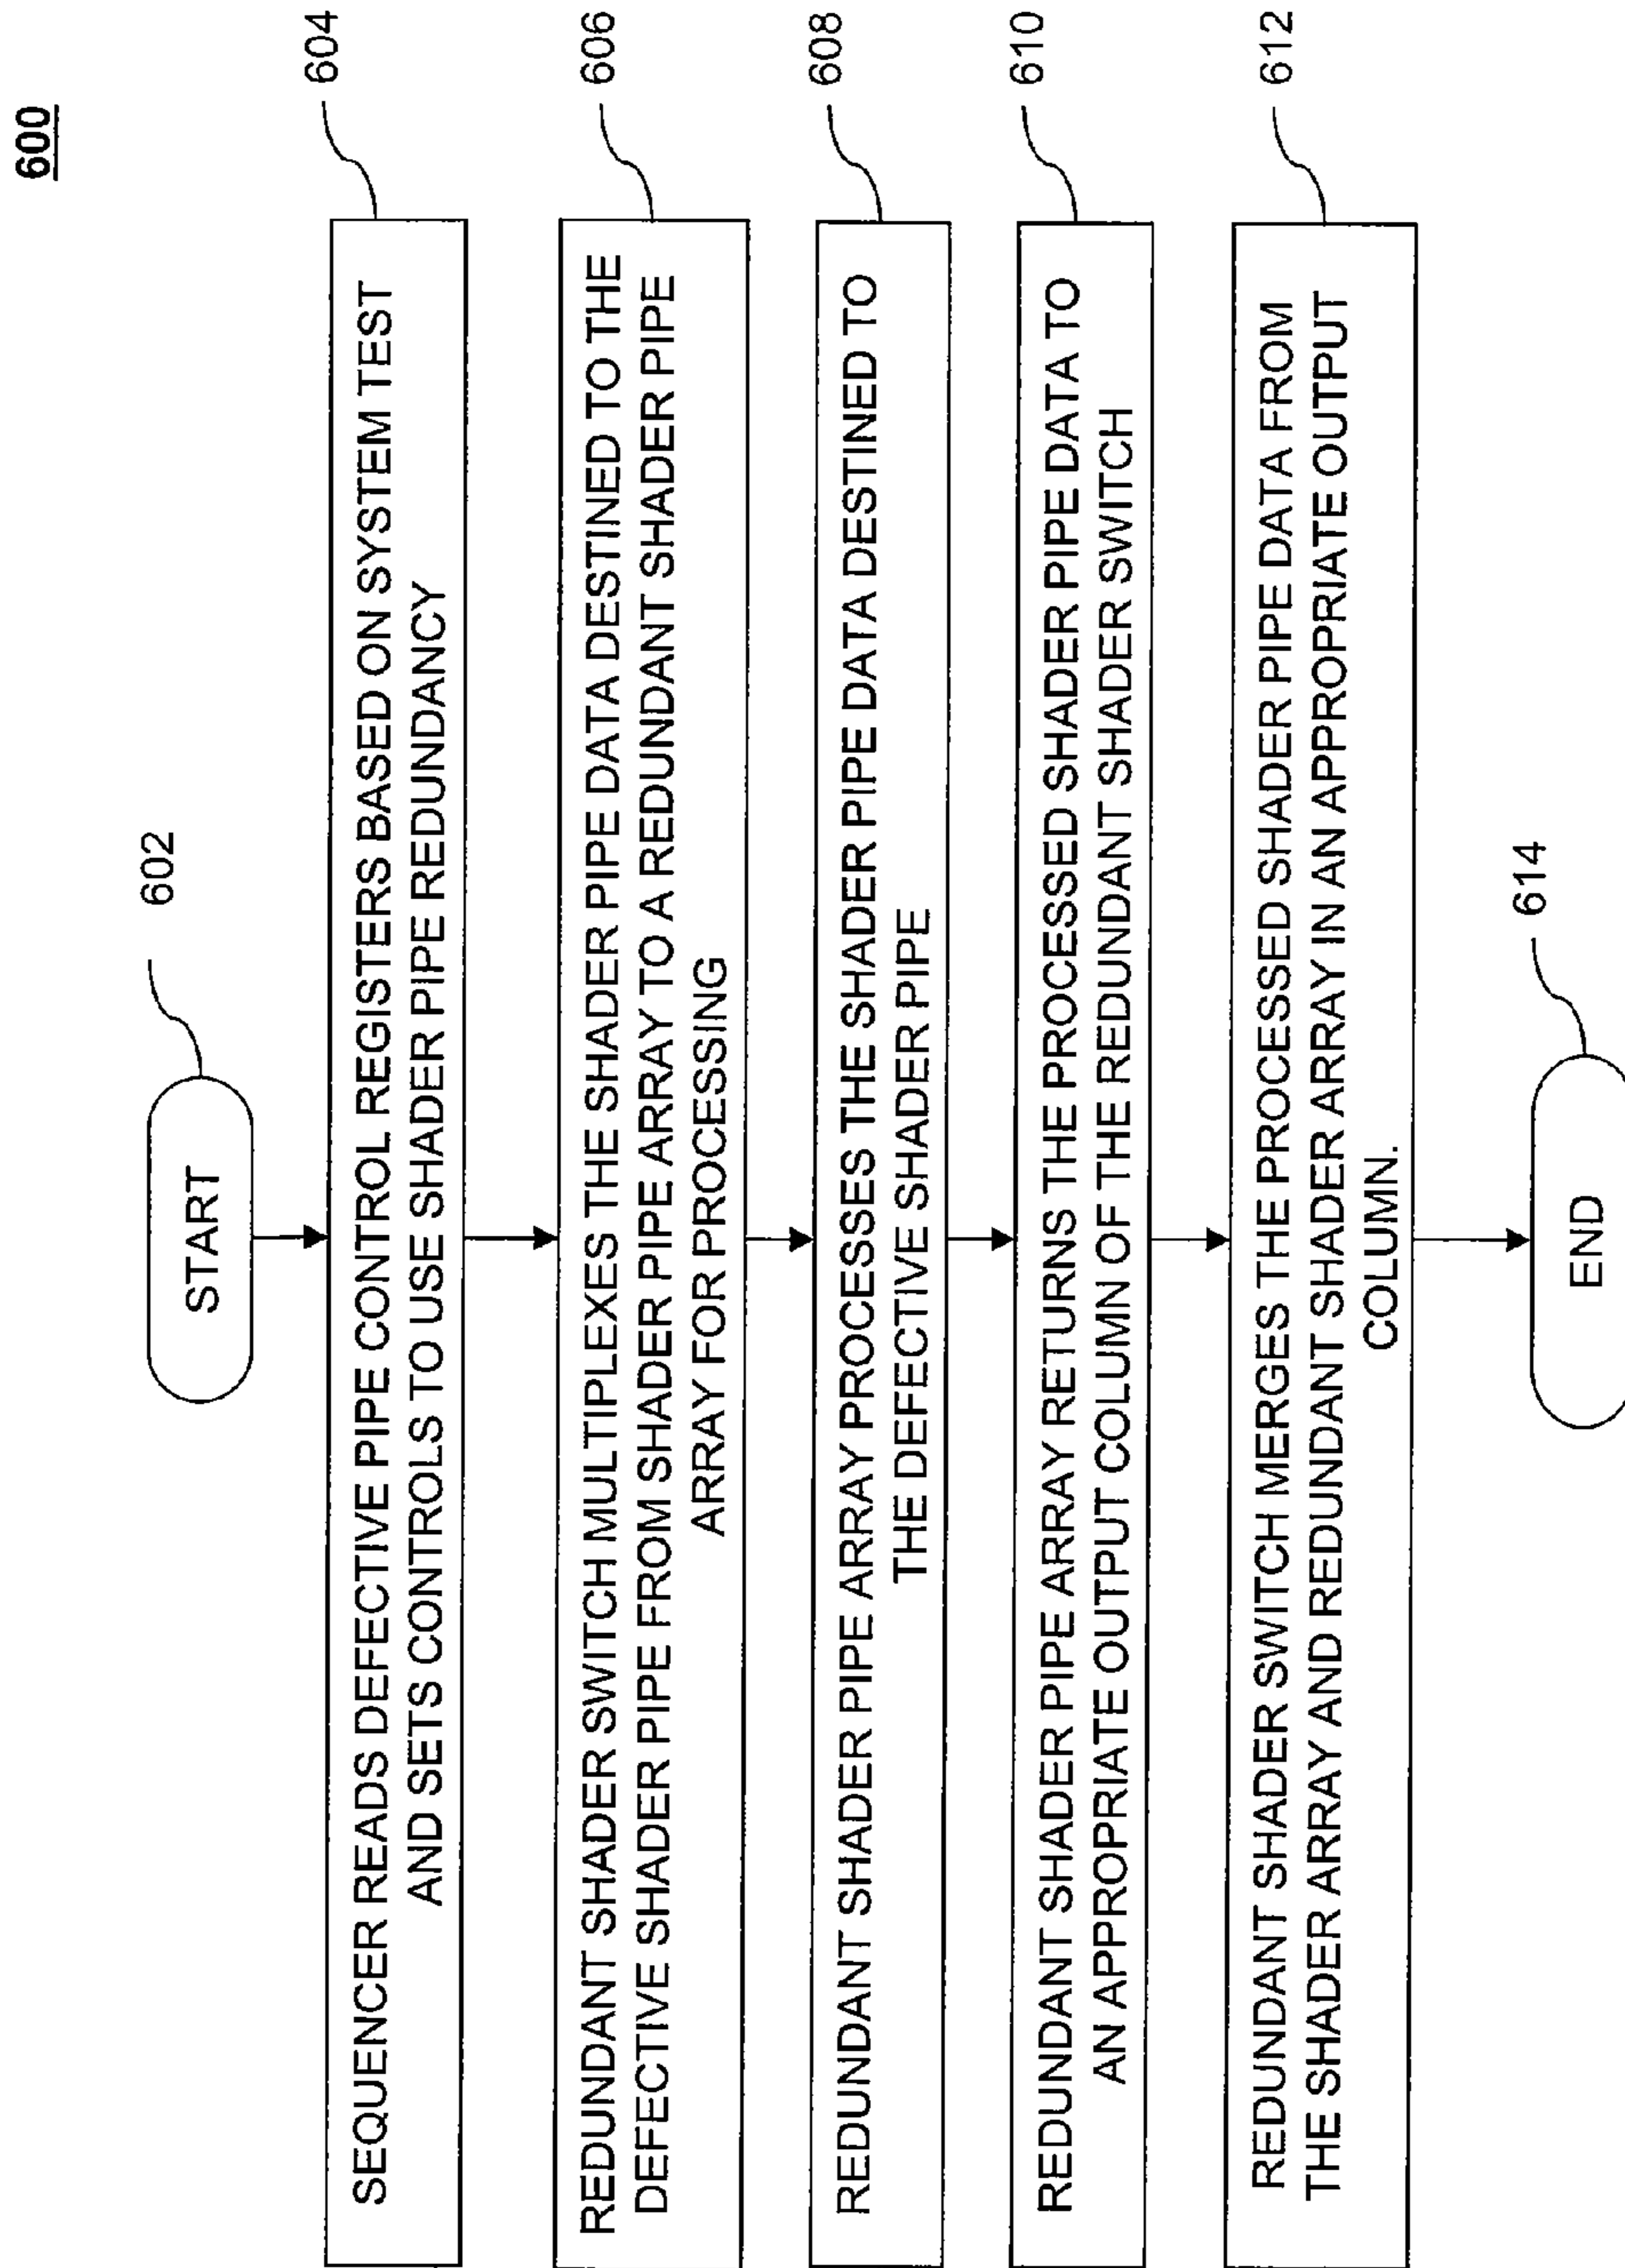 600
START
602
SEQUENCER READS DEFECTIVE PIPE CONTROL REGISTERS BASED ON SYSTEM TEST
AND SETS CONTROLS TO USE SHADER PIPE REDUNDANCY
604
REDUNDANT SHADER SWITCH MULTIPLEXES THE SHADER PIPE DATA DESTINED TO THE
DEFECTIVE SHADER PIPE FROM SHADER PIPE ARRAY TO A REDUNDANT SHADER PIPE
ARRAY FOR PROCESSING
606
REDUNDANT SHADER PIPE ARRAY PROCESSES THE SHADER PIPE DATA DESTINED TO
THE DEFECTIVE SHADER PIPE
608
REDUNDANT SHADER PIPE ARRAY RETURNS THE PROCESSED SHADER PIPE DATA TO
AN APPROPRIATE OUTPUT COLUMN OF THE REDUNDANT SHADER SWITCH
610
REDUNDANT SHADER SWITCH MERGES THE PROCESSED SHADER PIPE DATA FROM
THE SHADER ARRAY AND REDUNDANT SHADER ARRAY IN AN APPROPRIATE OUTPUT
COLUMN.
612
END
614